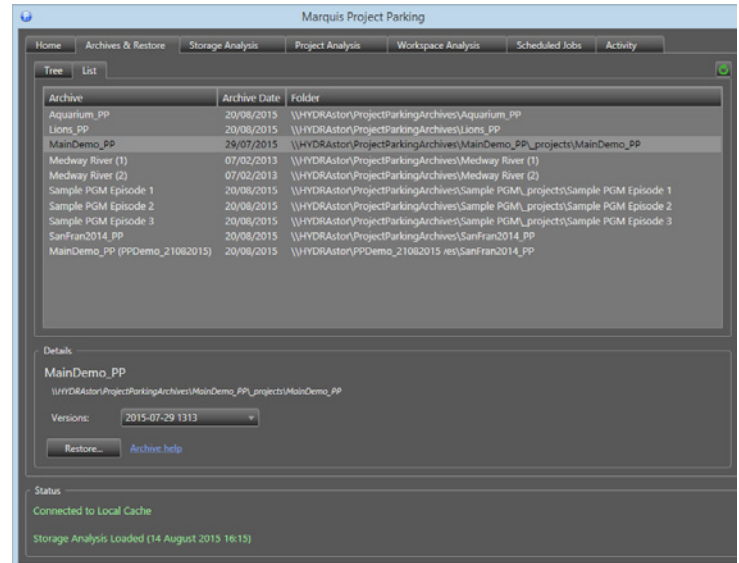 Marquis Project Parking
Home Archives & Restore Storage Analysis Project Analysis Workspace Analysis Scheduled Jobs Activity
Tree List
Archive Archive Date Folder
Aquarium_PP 20/08/2015 \\HYDRAstor\ProjectParkingArchives\Aquarium_PP
Lions_PP 20/08/2015 \\HYDRAstor\ProjectParkingArchives\Lions_PP
MainDemo_PP 29/07/2015 \\HYDRAstor\ProjectParkingArchives\MainDemo_PP\_projects\MainDemo_PP
Medway River (1) 07/02/2013 \\HYDRAstor\ProjectParkingArchives\Medway River (1)
Medway River (2) 07/02/2013 \\HYDRAstor\ProjectParkingArchives\Medway River (2)
Sample PGM Episode 1 20/08/2015 \\HYDRAstor\ProjectParkingArchives\Sample PGM\_projects\Sample PGM Episode 1
Sample PGM Episode 2 20/08/2015 \\HYDRAstor\ProjectParkingArchives\Sample PGM\_projects\Sample PGM Episode 2
Sample PGM Episode 3 20/08/2015 \\HYDRAstor\ProjectParkingArchives\Sample PGM\_projects\Sample PGM Episode 3
SanFran2014_PP 20/08/2015 \\HYDRAstor\ProjectParkingArchives\SanFran2014_PP
MainDemo_PP (PPDemo_21082015) 20/08/2015 \\HYDRAstor\PPDemo_21082015 ves\SanFran2014_PP
Details
MainDemo_PP
\\HYDRAstor\ProjectParkingArchives\MainDemo_PP\_projects\MainDemo_PP
Versions: 2015-07-29 1313
Restore... Archive help
Status
Connected to Local Cache
Storage Analysis Loaded (14 August 2015 16:15)